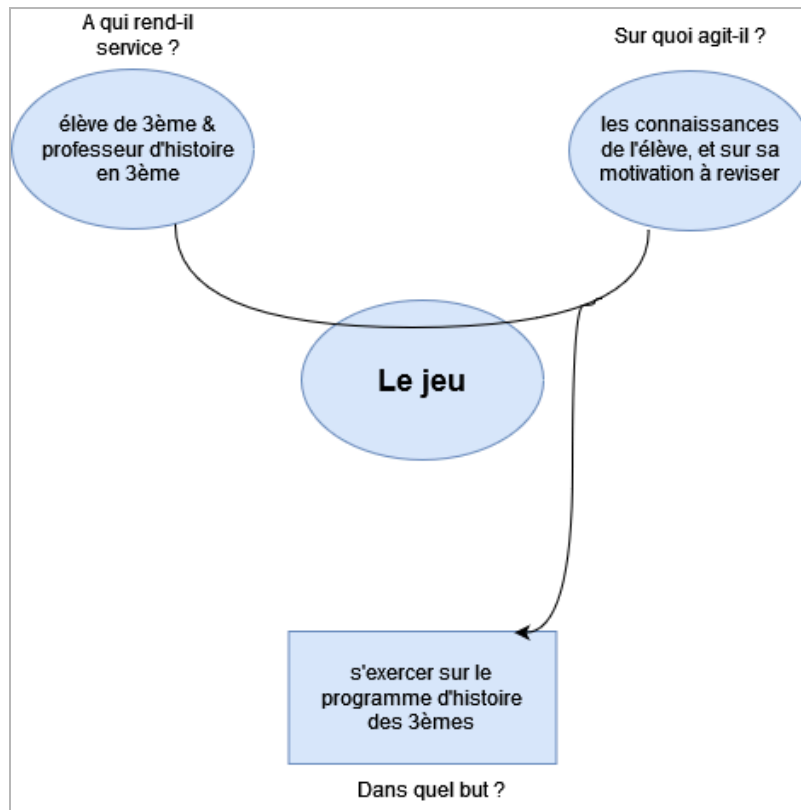 A qui rend-il
service ?
Sur quoi agit-il ?
élève de 3ème &
professeur d'histoire
en 3ème
les connaissances
de l'élève, et sur sa
motivation à reviser
Le jeu
s'exercer sur le
programme d'histoire
des 3èmes
Dans quel but ?